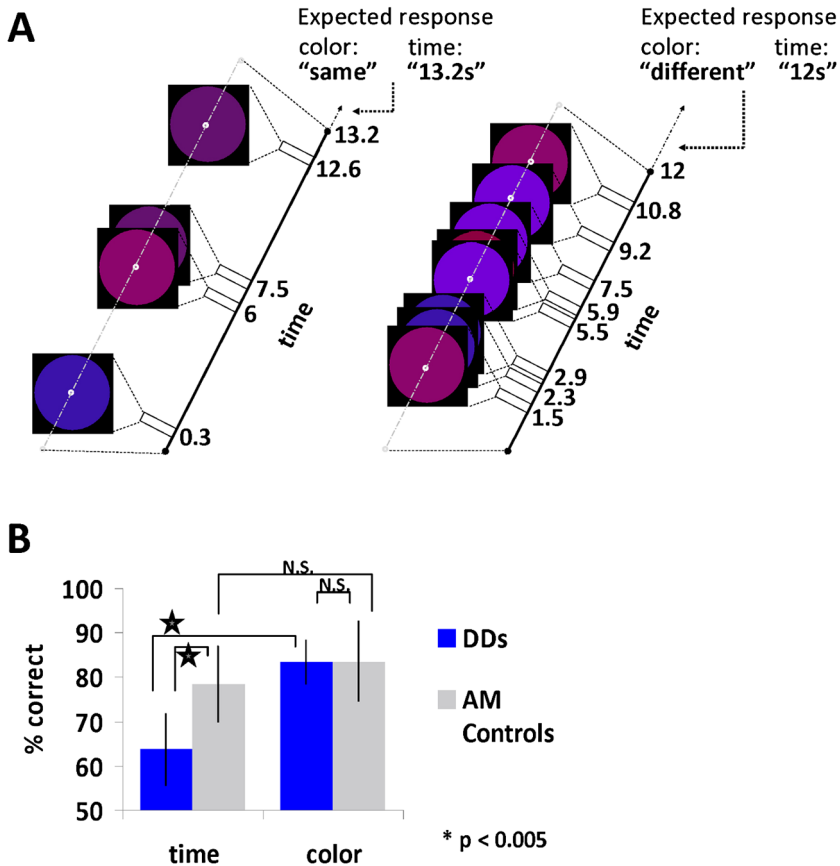 A
Expected response
color: time:
“same” “13.2s”
13.2
12.6
7.5
6
time
0.3
Expected response
color: time:
“different” “12s”
12
10.8
9.2
7.5
5.9
5.5
time
2.9
2.3
1.5
B
N.S.
N.S.
100
90
80
70
60
50
% correct
time color
DDs
AM
Controls
* p < 0.005